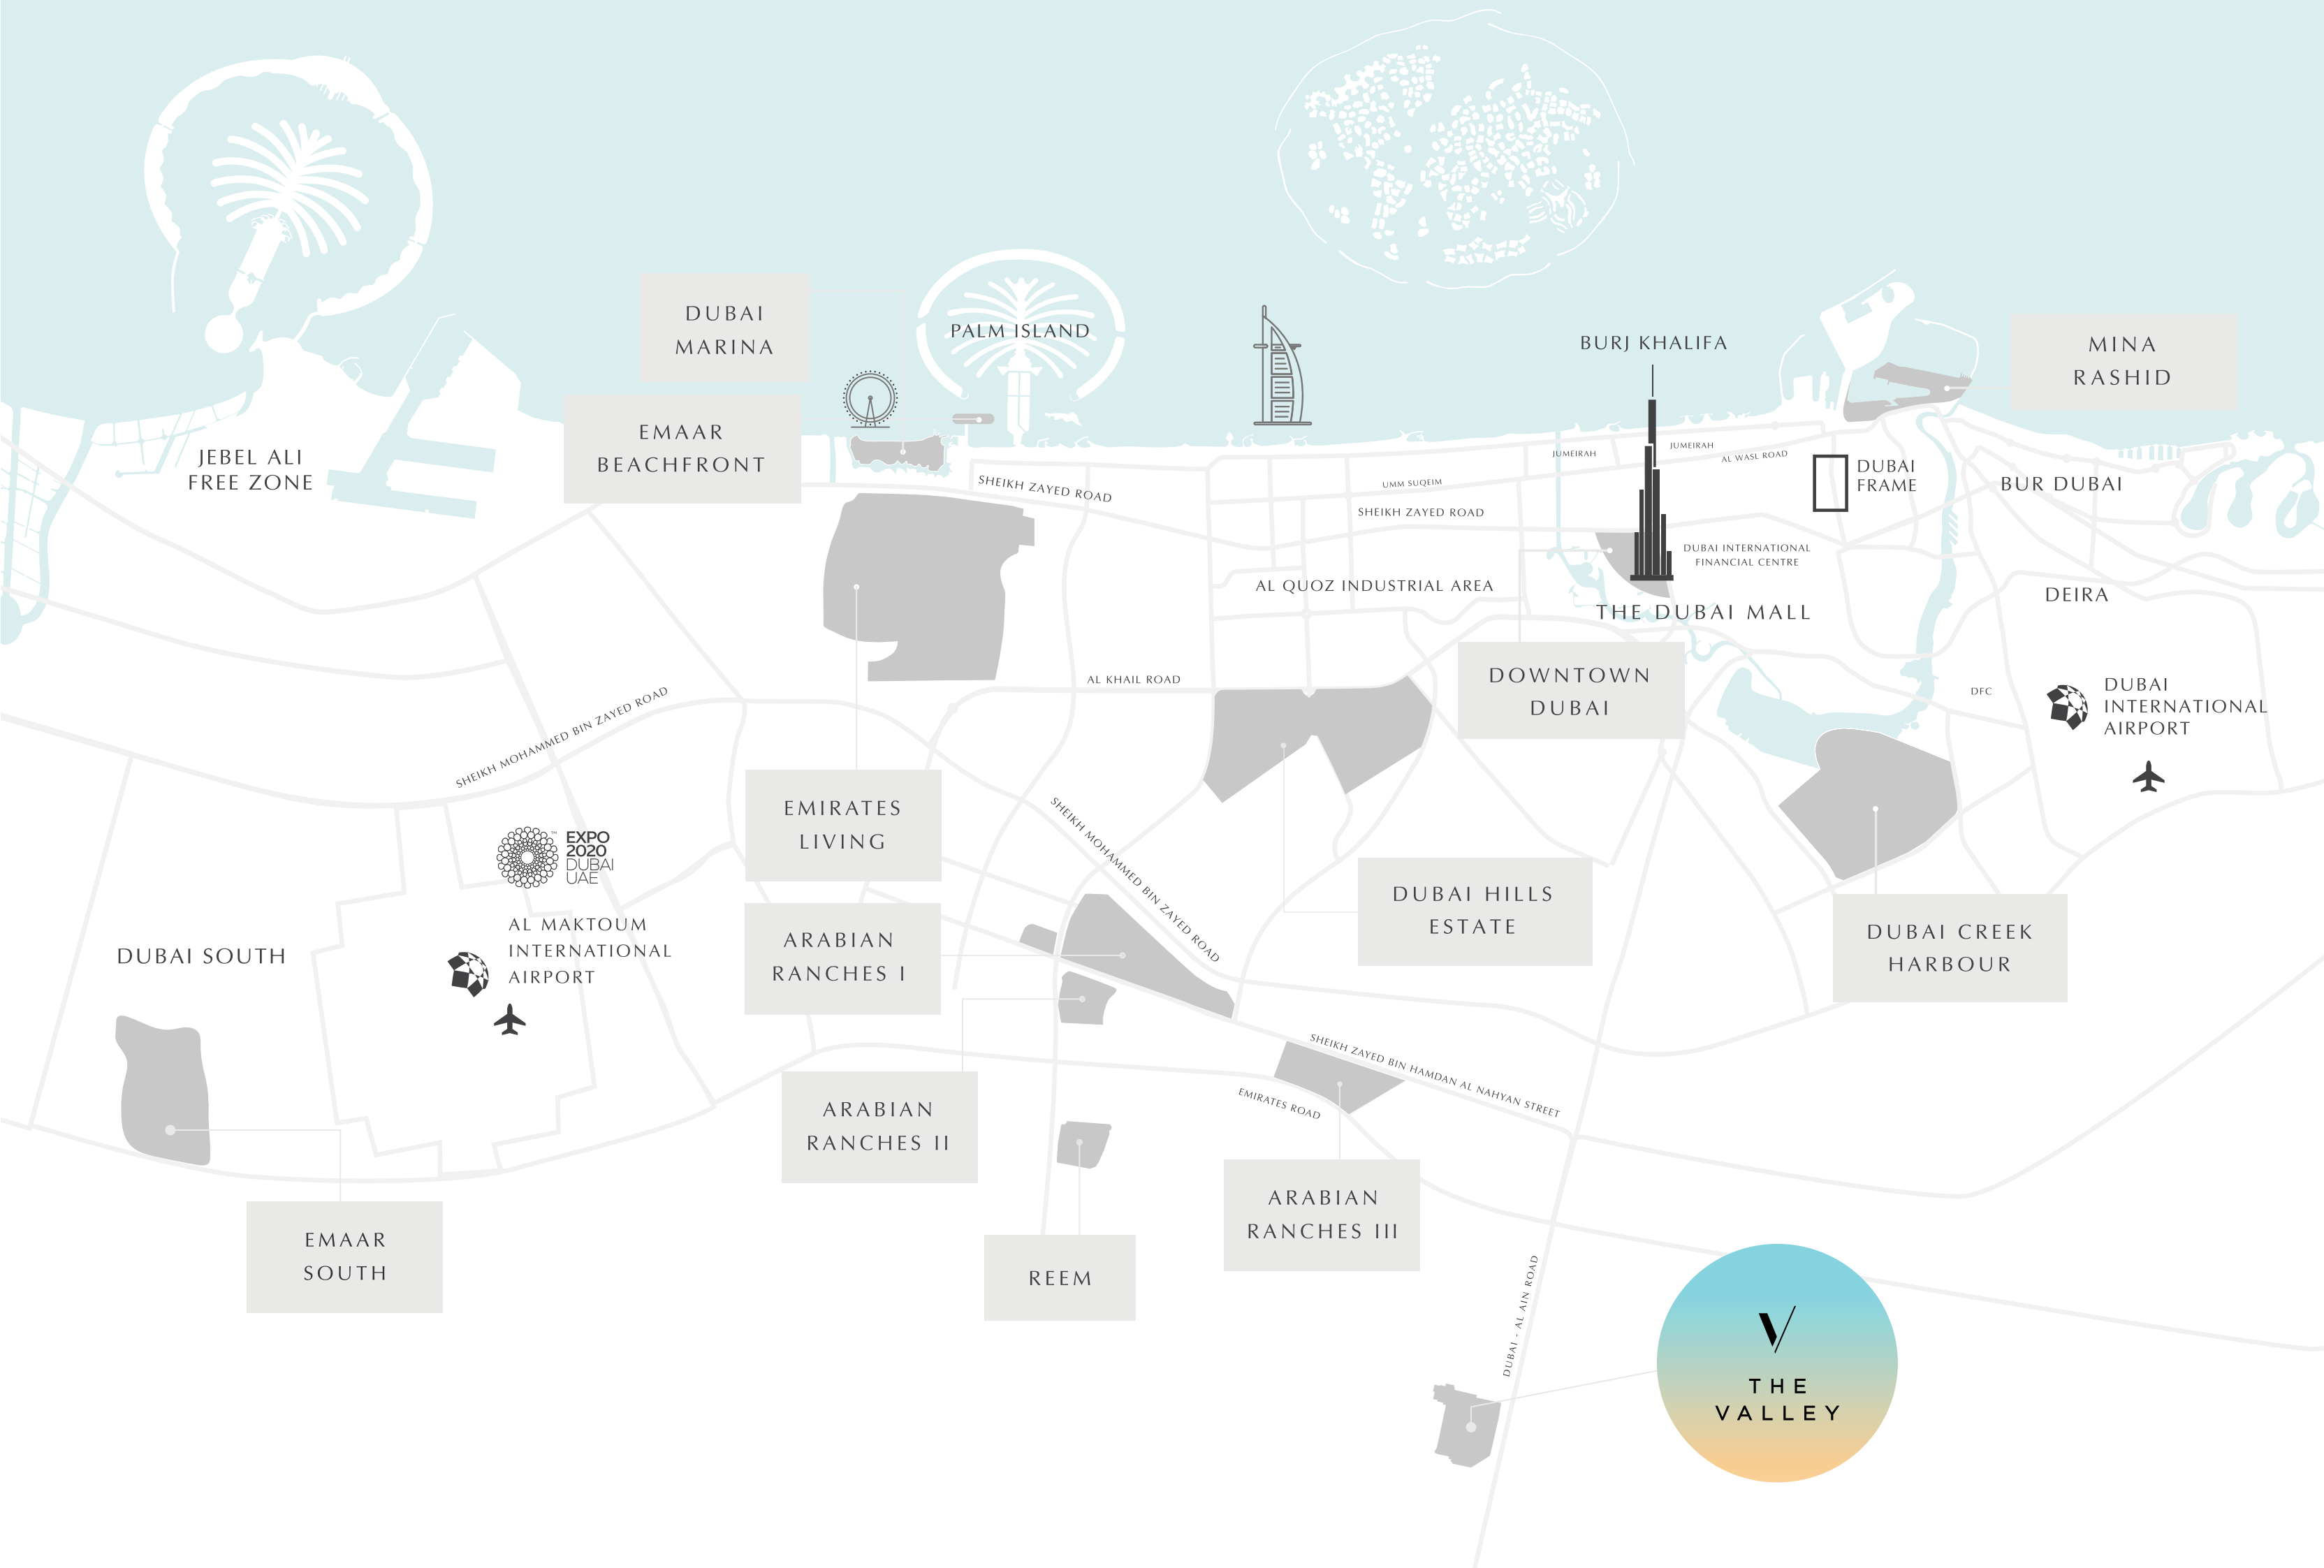 DUBAI
MARINA
PALM ISLAND
BURJ KHALIFA
MINA
RASHID
EMAAR
BEACHFRONT
JEBEL ALI
FREE ZONE
SHEIKH ZAYED ROAD
JUMEIRAH
JUMEIRAH
AL WASL ROAD
UMM SUQEIM
SHEIKH ZAYED ROAD
DUBAI
FRAME
BUR DUBAI
DUBAI INTERNATIONAL
FINANCIAL CENTRE
AL QUOZ INDUSTRIAL AREA
THE DUBAI MALL
DEIRA
DOWNTOWN
DUBAI
AL KHAIL ROAD
DFC
DUBAI
INTERNATIONAL
AIRPORT
SHEIKH MOHAMMED BIN ZAYED ROAD
EMIRATES
LIVING
SHEIKH MOHAMMED BIN ZAYED ROAD
EXPO
2020
DUBAI
UAE
™
DUBAI HILLS
ESTATE
DUBAI CREEK
HARBOUR
ARABIAN
RANCHES I
AL MAKTOUM
INTERNATIONAL
AIRPORT
DUBAI SOUTH
SHEIKH ZAYED BIN HAMDAN AL NAHYAN STREET
EMIRATES ROAD
ARABIAN
RANCHES II
ARABIAN
RANCHES III
EMAAR
SOUTH
REEM
DUBAI - AL AIN ROAD
V
THE
VALLEY